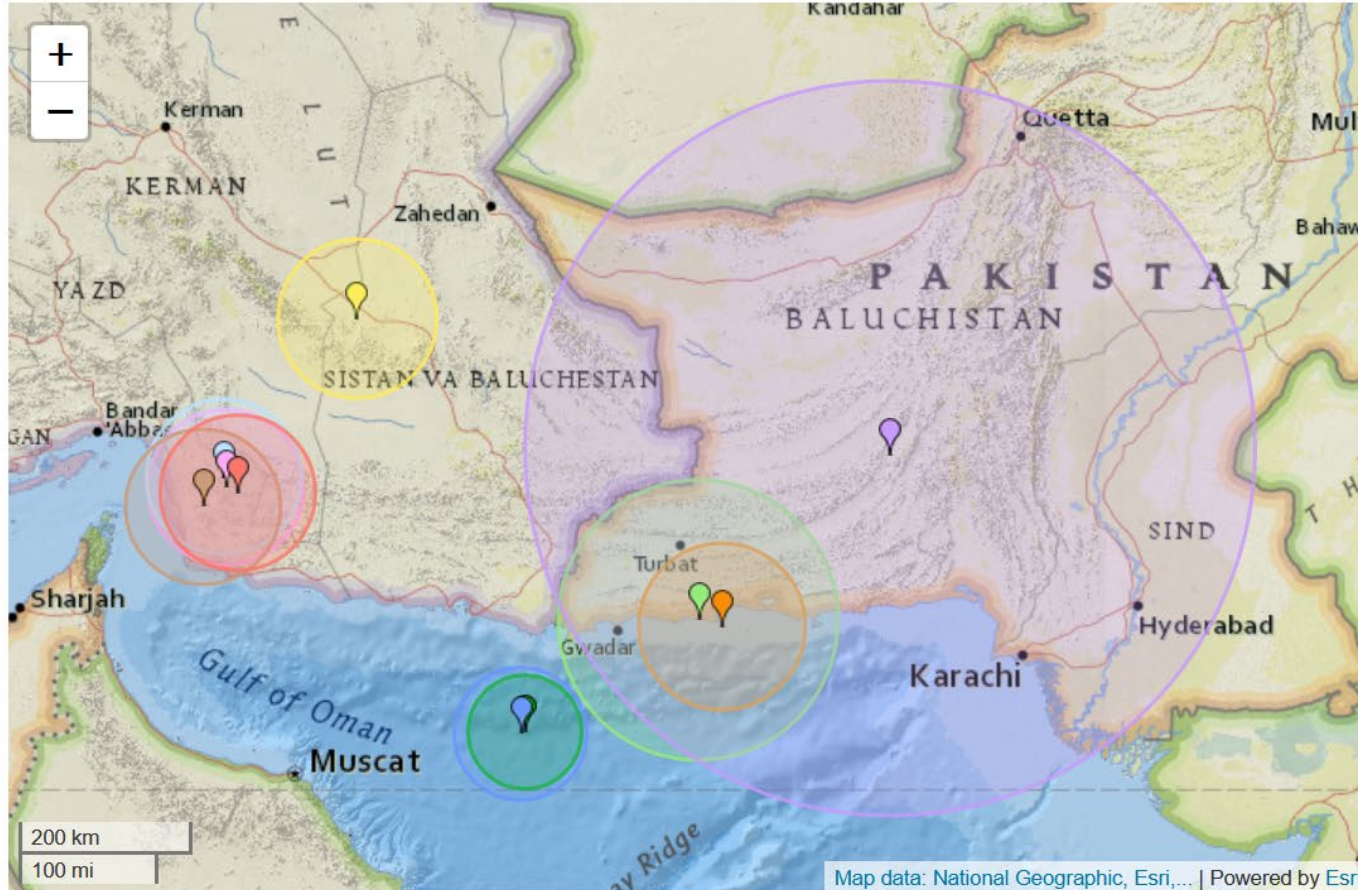 +
−
Kandahar
E
L
U
T
Kerman
KERMAN
Quetta
Mul
Zahedan
Bahaw
PAKISTAN
BALUCHISTAN
YAZD
SISTAN VA BALUCHESTAN
Bandar
'Abba
GAN
SIND
T H
Turbat
Sharjah
Gwadar
Hyderabad
Karachi
Gulf of Oman
Muscat
ay Ridge
200 km
100 mi
Map data: National Geographic, Esri,... | Powered by Esr